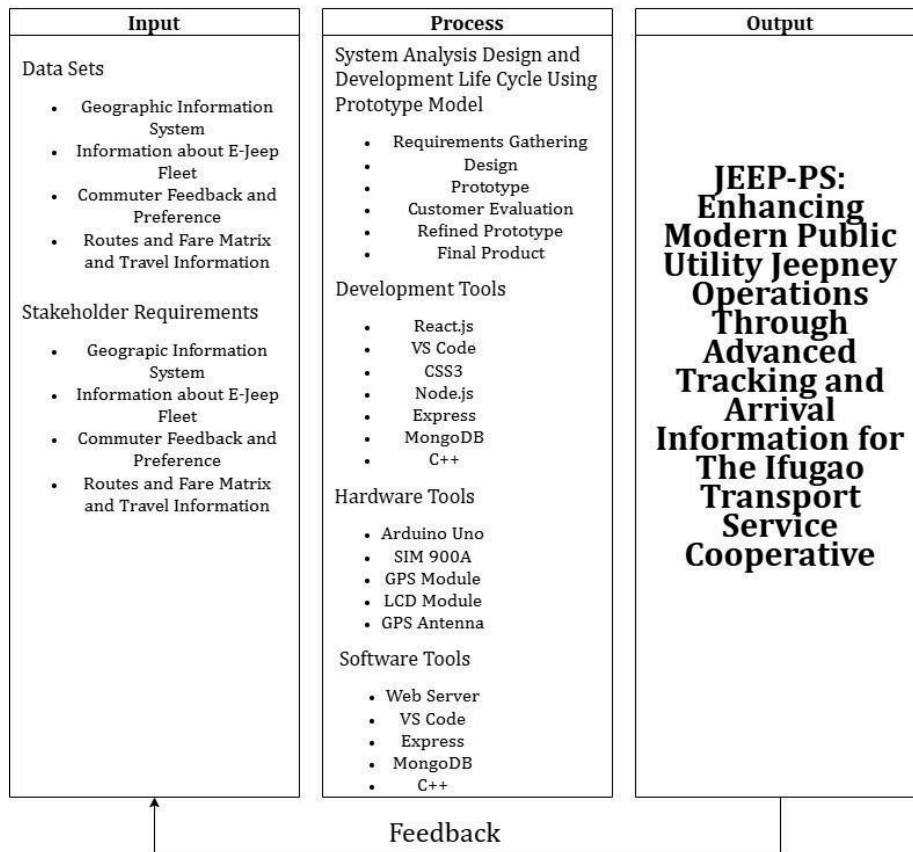 Input
Data Sets
• Geographic Information
System
• Information about E-Jeep
Fleet
• Commuter Feedback and
Preference
• Routes and Fare Matrix
and Travel Information
Stakeholder Requirements
• Geograpic Information
System
• Information about E-Jeep
Fleet
• Commuter Feedback and
Preference
• Routes and Fare Matrix
and Travel Information
Process
System Analysis Design and
Development Life Cycle Using
Prototype Model
• Requirements Gathering
• Design
• Prototype
• Customer Evaluation
• Refined Prototype
• Final Product
Development Tools
• React.js
• VS Code
• CSS3
• Node.js
• Express
• MongoDB
• C++
Hardware Tools
• Arduino Uno
• SIM 900A
• GPS Module
• LCD Module
• GPS Antenna
Software Tools
• Web Server
• VS Code
• Express
• MongoDB
• C++
Output
JEEP-PS:
Enhancing
Modern Public
Utility Jeepney
Operations
Through
Advanced
Tracking and
Arrival
Information for
The Ifugao
Transport
Service
Cooperative
Feedback